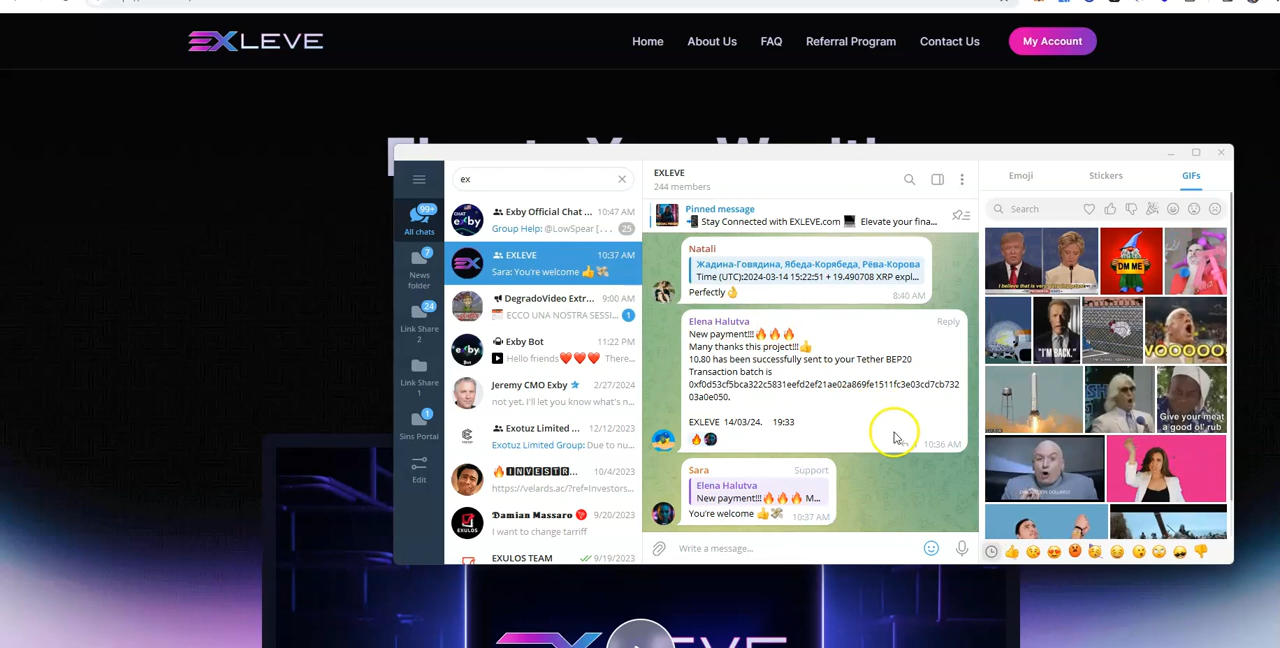 EXLEVE
Home
About Us
FAQ
Referral Program
Contact Us
My Account
ex
EXLEVE
244 members
Emoji
Stickers
GIFs
Search
99+
All chats
7
News
folder
24
Link Share
2
Link Share
1
1
Sins Portal
Edit
Exby Official Chat ...
10:47 AM
Group Help: @LowSpear [...
25
EXLEVE
10:37 AM
Sara: You're welcome 👍💸
DegradoVideo Extr...
9:00 AM
ECCO UNA NOSTRA SESSI...
1
Exby Bot
11:22 PM
Hello friends❤️❤️❤️ There...
Jeremy CMO Exby
2/27/2024
not yet. I'll let you know what's n...
Exotuz Limited ...
12/12/2023
Exotuz Limited Group: Due to nu...
🔥🅸🅽🆅🅴🆂🆃🆁...
10/4/2023
https://velards.ac/?ref=Investors...
𝕯𝖆𝖒𝖎𝖆𝖓 𝕸𝖆𝖘𝖘𝖆𝖗𝖔
9/20/2023
I want to change tarriff
EXULOS TEAM
9/19/2023
Pinned message
Stay Connected with EXLEVE.com 💻 Elevate your fina...
Natali
Жадина-Говядина, Ябеда-Корябеда, Рёва-Корова
Time (UTC):2024-03-14 15:22:51 + 19.490708 XRP expl...
Perfectly👌
8:40 AM
Elena Halutva
Reply
New payment!!!🔥🔥🔥
Many thanks this project!!!👍
10.80 has been successfully sent to your Tether BEP20
Transaction batch is
0xf0d53cf5bca322c5831eefd2ef21ae02a869fe1511fc3e03cd7cb732
03a0e050.
EXLEVE 14/03/24. 19:33
10:36 AM
Sara
Support
Elena Halutva
New payment!!!🔥🔥🔥 M...
You're welcome 👍💸
10:37 AM
Write a message...
DM ME
"I'M BACK."
Give your meat
a good ol' rub
EXLEVE